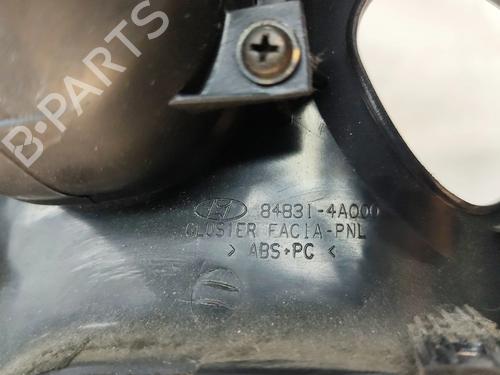 B-PARTS
84831-4A000
CLUSTER FACIA-PNL
> ABS+PC <